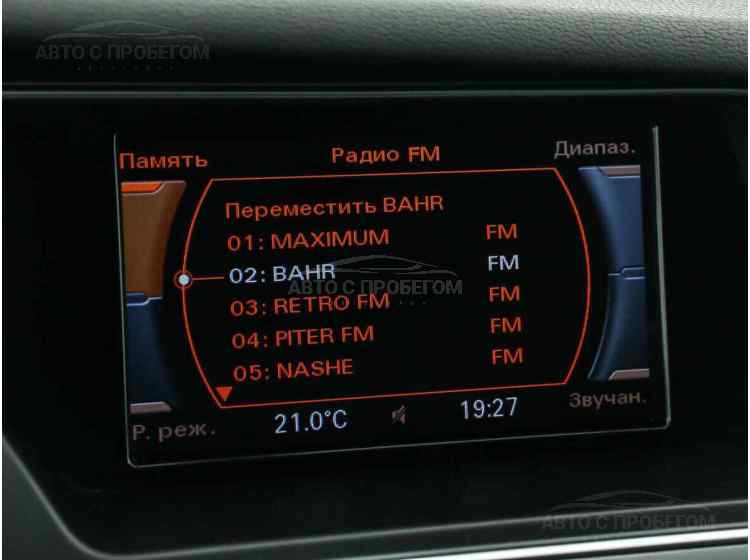 АВТО С ПРОБЕГОМ
Память
Радио FM
Диапаз.
Переместить BAHR
01: MAXIMUM FM
02: BAHR FM
АВТО С ПРОБЕГОМ
03: RETRO FM FM
04: PITER FM FM
05: NASHE FM
Р. реж.
21.0°C
19:27
Звучан.
АВТО С ПРОБЕГОМ